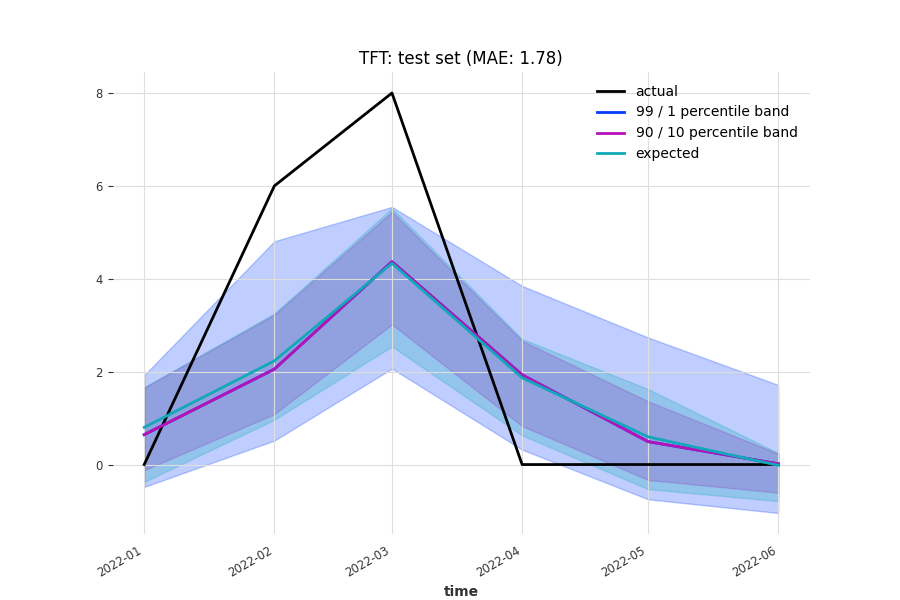 TFT: test set (MAE: 1.78)
actual
99 / 1 percentile band
90 / 10 percentile band
expected
8
6
4
2
0
2022-01
2022-02
2022-03
2022-04
2022-05
2022-06
time